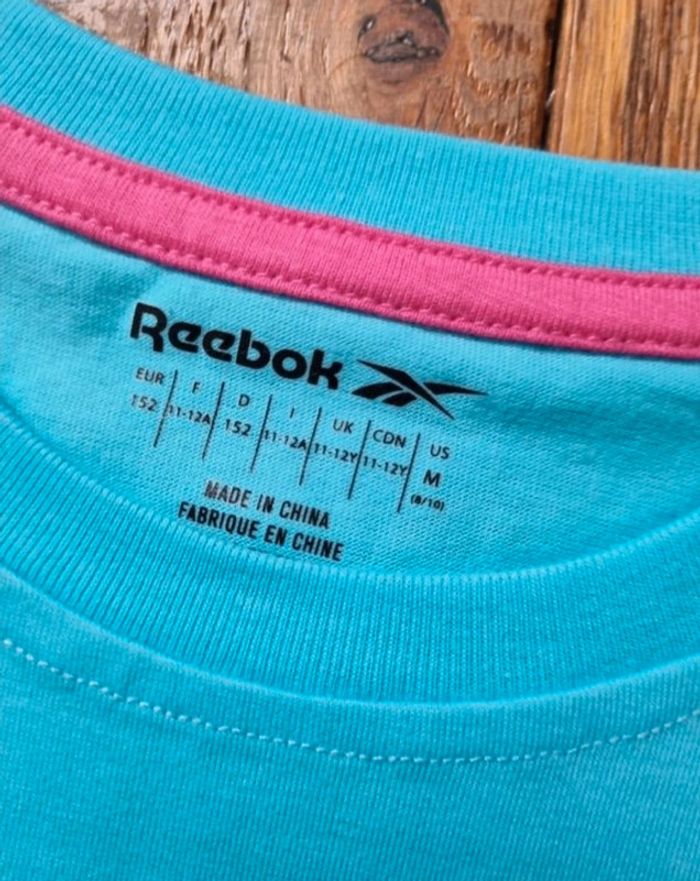 Reebok
EUR F D I UK CDN US
152 11-12A 152 11-12A 11-12Y 11-12Y M
(8/10)
MADE IN CHINA
FABRIQUE EN CHINE